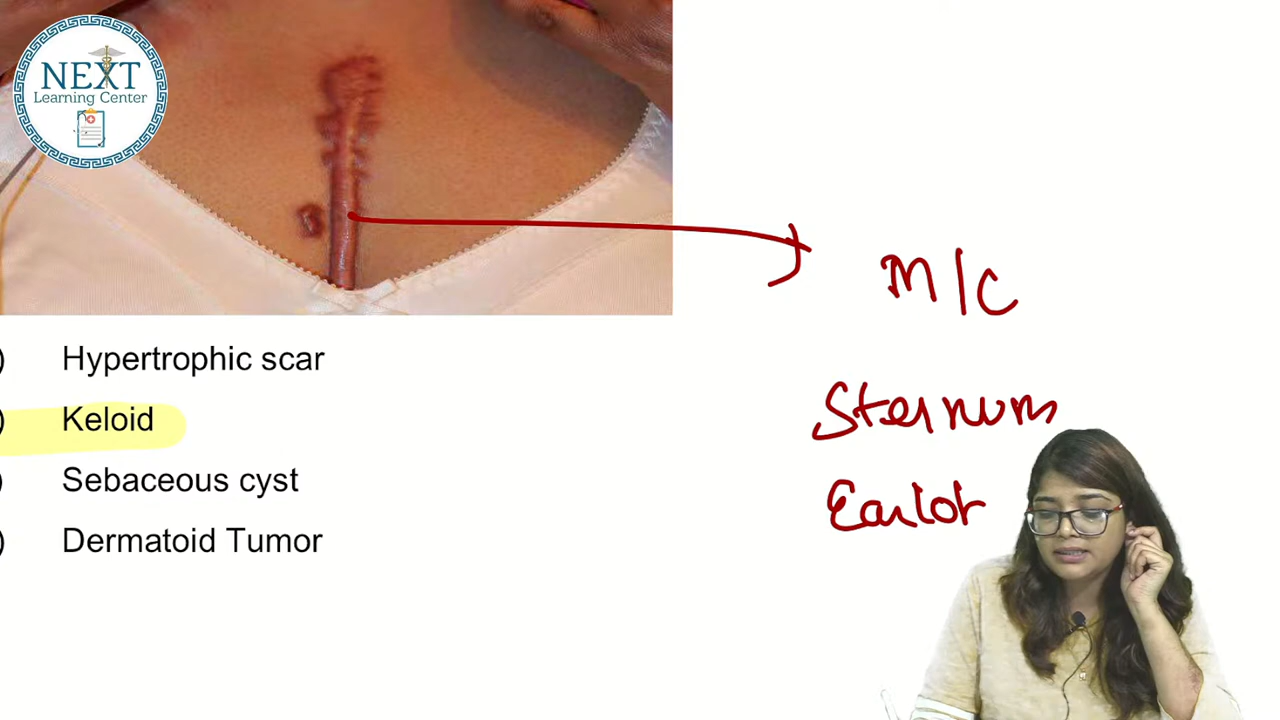 NEXT
Learning Center
M/C
Sternum
Earlob
) Hypertrophic scar
) Keloid
) Sebaceous cyst
) Dermatoid Tumor